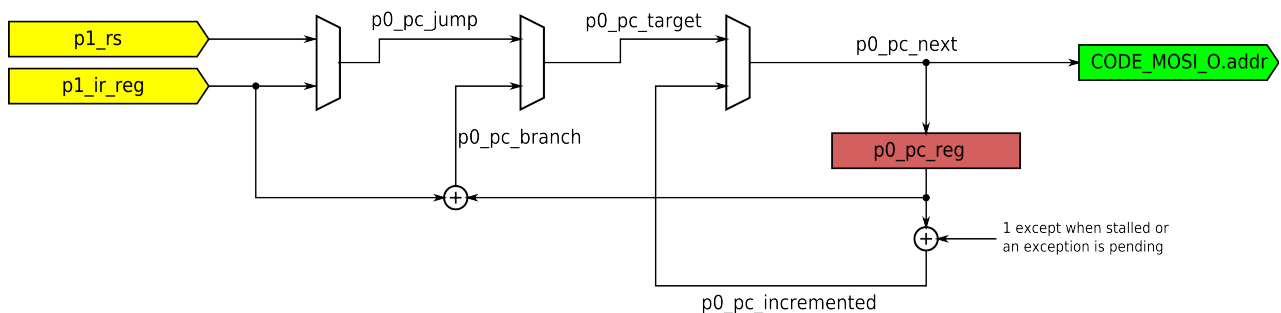 p1_rs
p1_ir_reg
p0_pc_jump
p0_pc_target
p0_pc_next
CODE_MOSI_O.addr
p0_pc_branch
p0_pc_reg
+
+
1 except when stalled or
an exception is pending
p0_pc_incremented